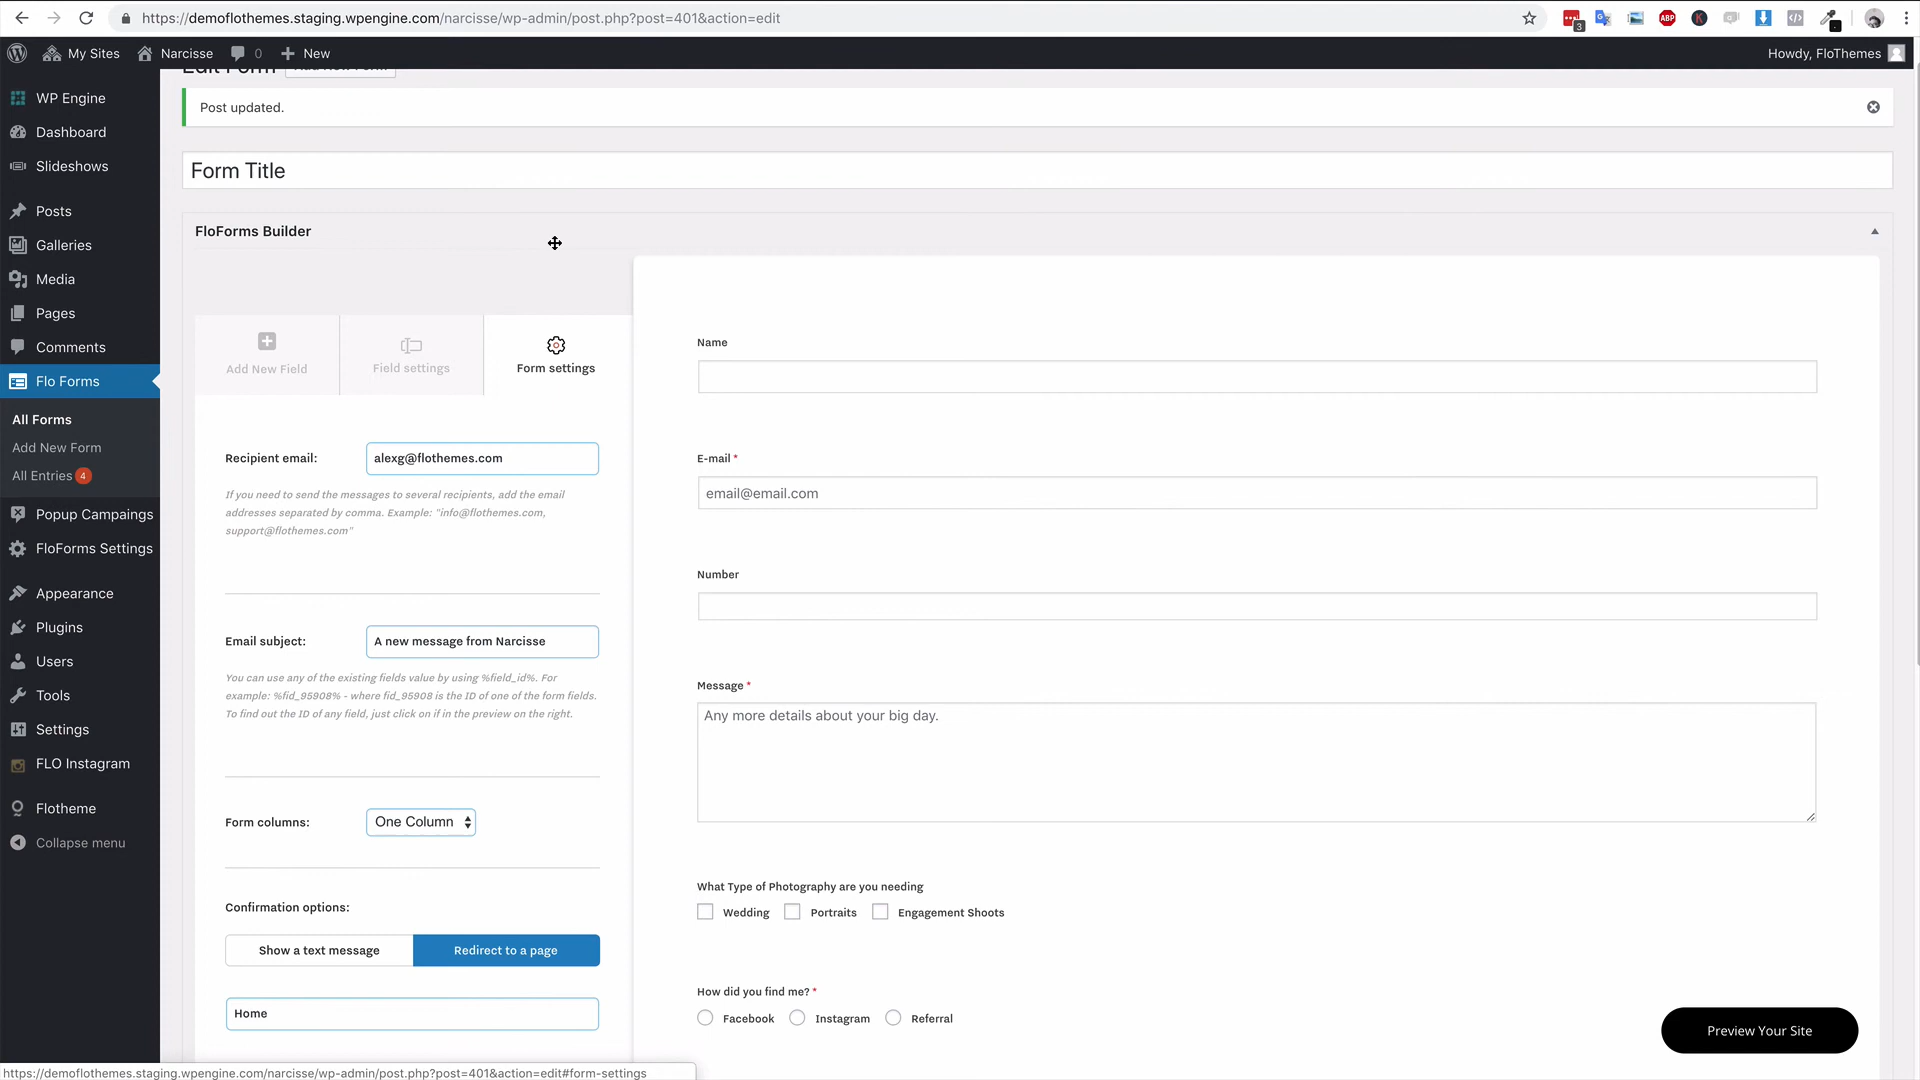 https://demoflothemes.staging.wpengine.com/narcisse/wp-admin/post.php?post=401&action=edit
3
ABP
K
My Sites
Narcisse
0
New
Howdy, FloThemes
WP Engine
Dashboard
Slideshows
Posts
Galleries
Media
Pages
Comments
Flo Forms
All Forms
Add New Form
All Entries 4
Popup Campaings
FloForms Settings
Appearance
Plugins
Users
Tools
Settings
FLO Instagram
Flotheme
Collapse menu
Edit Form
Add New Form
Post updated.
Form Title
FloForms Builder
Add New Field
Field settings
Form settings
Recipient email:
alexg@flothemes.com
If you need to send the messages to several recipients, add the email
addresses separated by comma. Example: "info@flothemes.com,
support@flothemes.com"
Email subject:
A new message from Narcisse
You can use any of the existing fields value by using %field_id%. For
example: %fid_95908% - where fid_95908 is the ID of one of the form fields.
To find out the ID of any field, just click on if in the preview on the right.
Form columns:
One Column
Confirmation options:
Show a text message
Redirect to a page
Home
Name
E-mail *
email@email.com
Number
Message *
Any more details about your big day.
What Type of Photography are you needing
Wedding
Portraits
Engagement Shoots
How did you find me? *
Facebook
Instagram
Referral
Preview Your Site
https://demoflothemes.staging.wpengine.com/narcisse/wp-admin/post.php?post=401&action=edit#form-settings